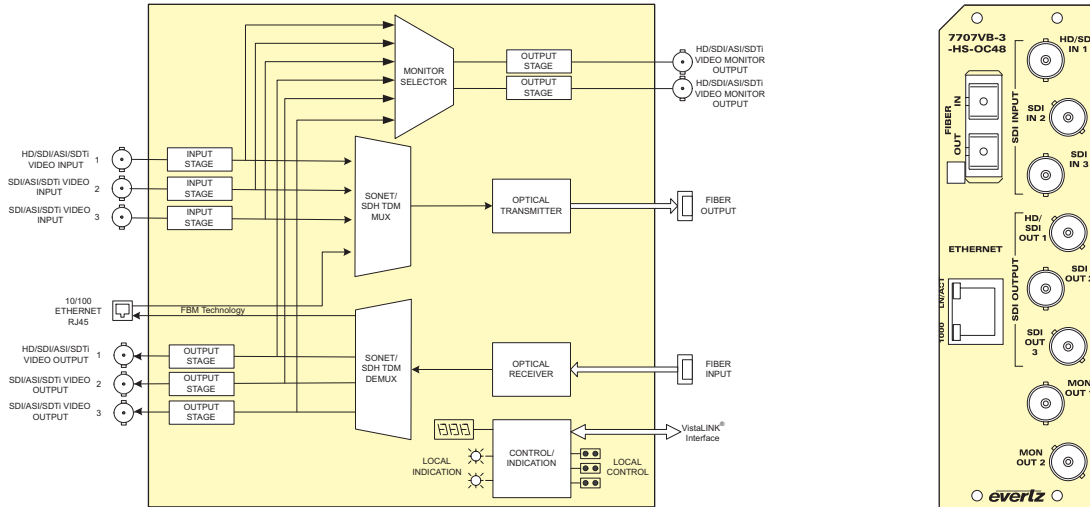 HD/SDI/ASI/SDTi
VIDEO MONITOR
OUTPUT
HD/SDI/ASI/SDTi
VIDEO MONITOR
OUTPUT
OUTPUT
STAGE
OUTPUT
STAGE
MONITOR
SELECTOR
HD/SDI/ASI/SDTi
VIDEO INPUT 1
SDI/ASI/SDTi VIDEO
INPUT 2
SDI/ASI/SDTi VIDEO
INPUT 3
INPUT
STAGE
INPUT
STAGE
INPUT
STAGE
SONET/
SDH TDM
MUX
OPTICAL
TRANSMITTER
FIBER
OUTPUT
10/100
ETHERNET
RJ45
FBM Technology
HD/SDI/ASI/SDTi
VIDEO OUTPUT 1
SDI/ASI/SDTi VIDEO
OUTPUT 2
SDI/ASI/SDTi VIDEO
OUTPUT 3
OUTPUT
STAGE
OUTPUT
STAGE
OUTPUT
STAGE
SONET/
SDH TDM
DEMUX
OPTICAL
RECEIVER
FIBER
INPUT
LOCAL
INDICATION
CONTROL/
INDICATION
LOCAL
CONTROL
VistaLINK®
Interface
7707VB-3
-HS-OC48
FIBER
IN
OUT
SDI INPUT
HD/SD
IN 1
SDI
IN 2
SDI
IN 3
ETHERNET
LN/ACT
1000
SDI OUTPUT
HD/
SDI
OUT 1
SDI
OUT 2
SDI
OUT
3
MON
OUT 1
MON
OUT 2
evertz